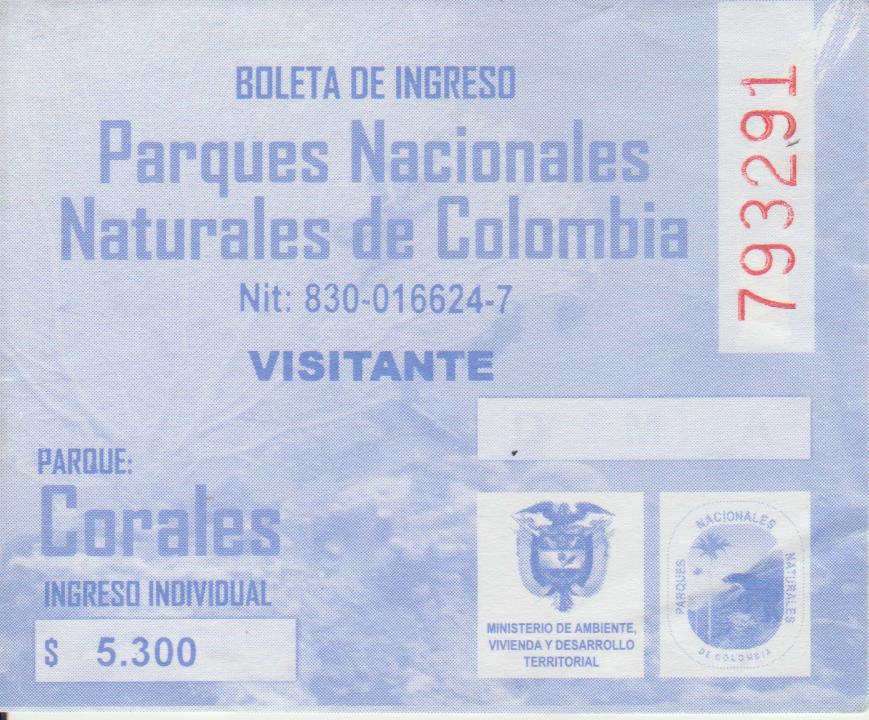 BOLETA DE INGRESO
Parques Nacionales
Naturales de Colombia
Nit: 830-016624-7
VISITANTE
793291
PARQUE:
Corales
INGRESO INDIVIDUAL
$ 5.300
MINISTERIO DE AMBIENTE,
VIVIENDA Y DESARROLLO
TERRITORIAL
PARQUES
NACIONALES
NATURALES
DE COLOMBIA